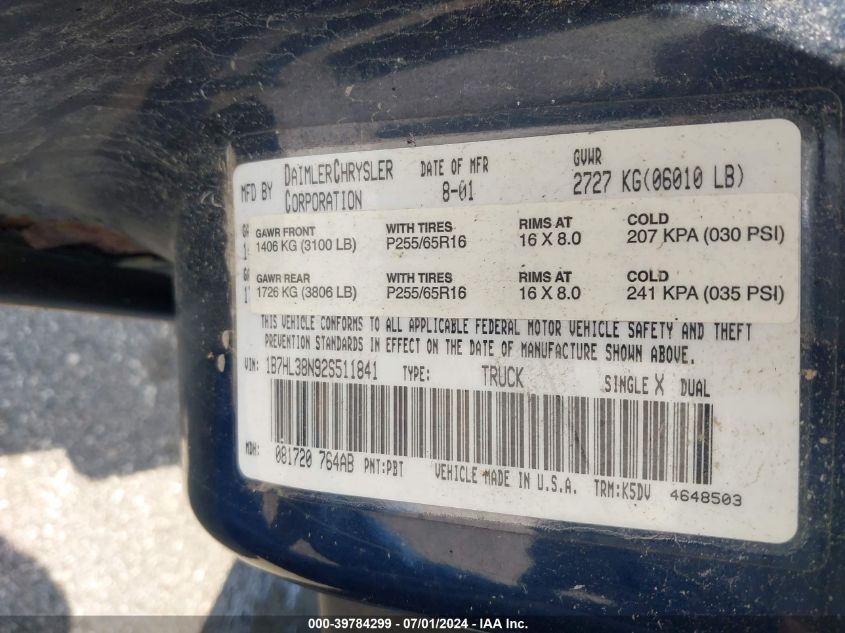 MFD BY DAIMLERCHRYSLER CORPORATION DATE OF MFR 8-01 GVWR 2727 KG(06010 LB)
GAWR FRONT WITH TIRES RIMS AT COLD
1406 KG (3100 LB) P255/65R16 16 X 8.0 207 KPA (030 PSI)
GAWR REAR WITH TIRES RIMS AT COLD
1726 KG (3806 LB) P255/65R16 16 X 8.0 241 KPA (035 PSI)
THIS VEHICLE CONFORMS TO ALL APPLICABLE FEDERAL MOTOR VEHICLE SAFETY AND THEFT
PREVENTION STANDARDS IN EFFECT ON THE DATE OF MANUFACTURE SHOWN ABOVE.
VIN: 1B7HL38N92S511841 TYPE: TRUCK SINGLE X DUAL
MDH: 081720 764AB PNT:PBT VEHICLE MADE IN U.S.A. TRM:K5DV 4648503
000-39784299 - 07/01/2024 - IAA Inc.